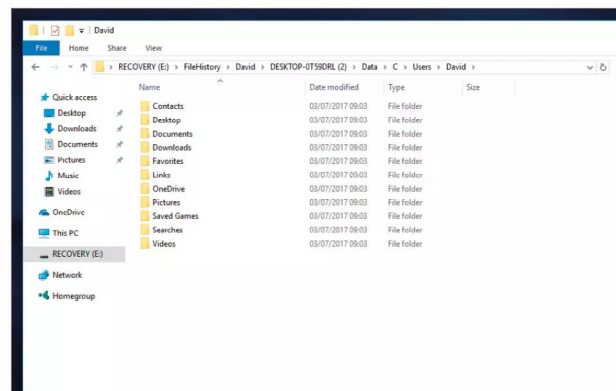 David
File Home Share View
RECOVERY (E:) > FileHistory > David > DESKTOP-0TS9DRL (2) > Data > C > Users > David >
Name Date modified Type Size
Quick access
Desktop
Downloads
Documents
Pictures
Music
Videos
OneDrive
This PC
RECOVERY (E:)
Network
Homegroup
Contacts 03/07/2017 09:03 File folder
Desktop 03/07/2017 09:03 File folder
Documents 03/07/2017 09:03 File folder
Downloads 03/07/2017 09:03 File folder
Favorites 03/07/2017 09:03 File folder
Links 03/07/2017 09:03 File folder
OneDrive 03/07/2017 09:03 File folder
Pictures 03/07/2017 09:03 File folder
Saved Games 03/07/2017 09:03 File folder
Searches 03/07/2017 09:03 File folder
Videos 03/07/2017 09:03 File folder